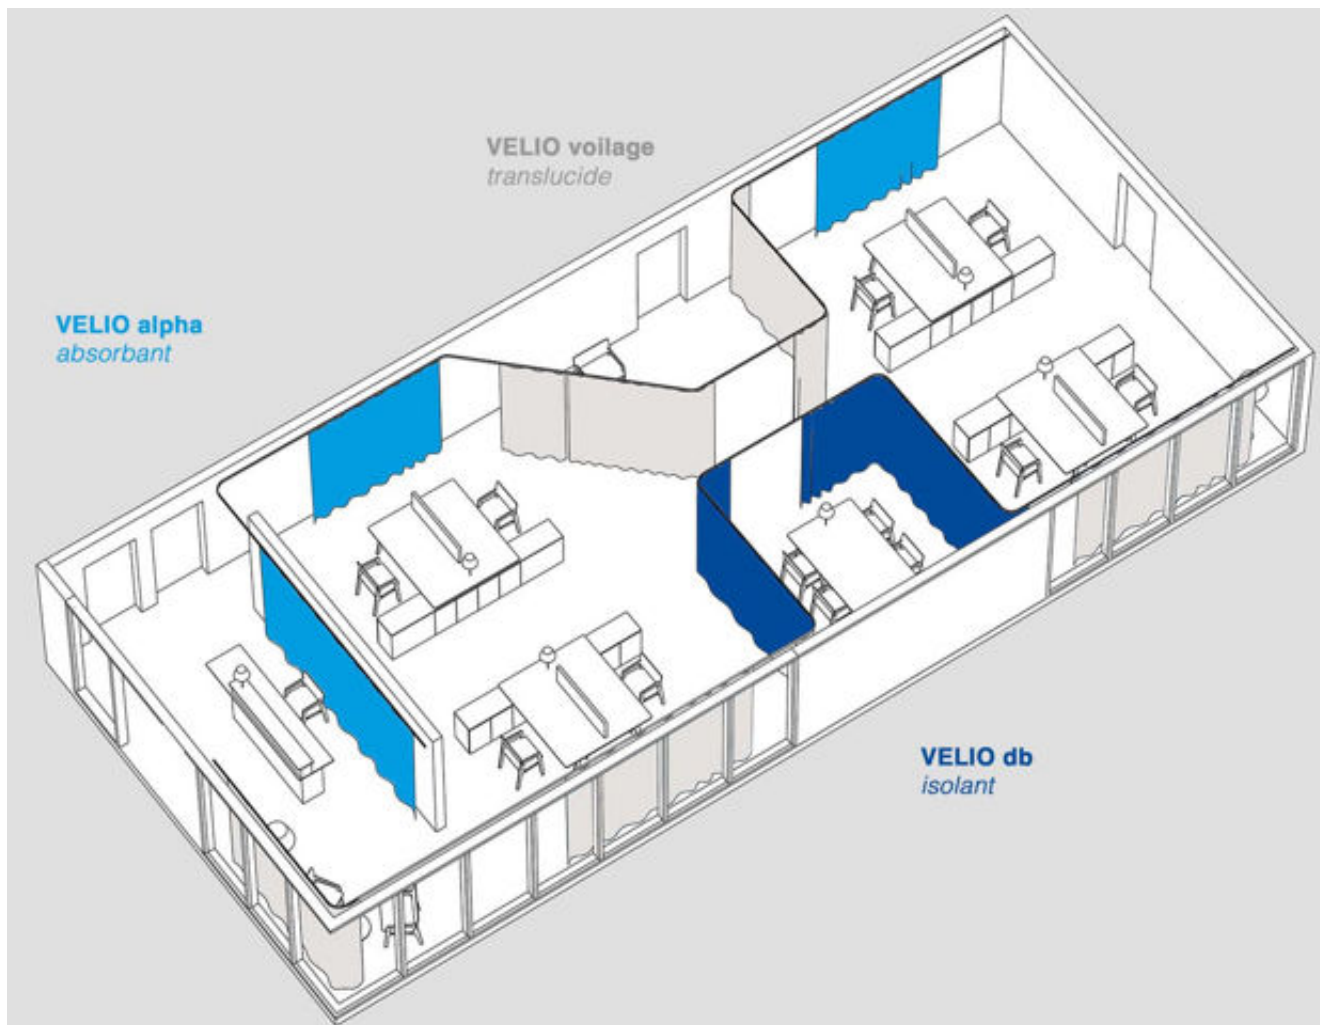 VELIO voilage
translucide
VELIO alpha
absorbant
VELIO db
isolant